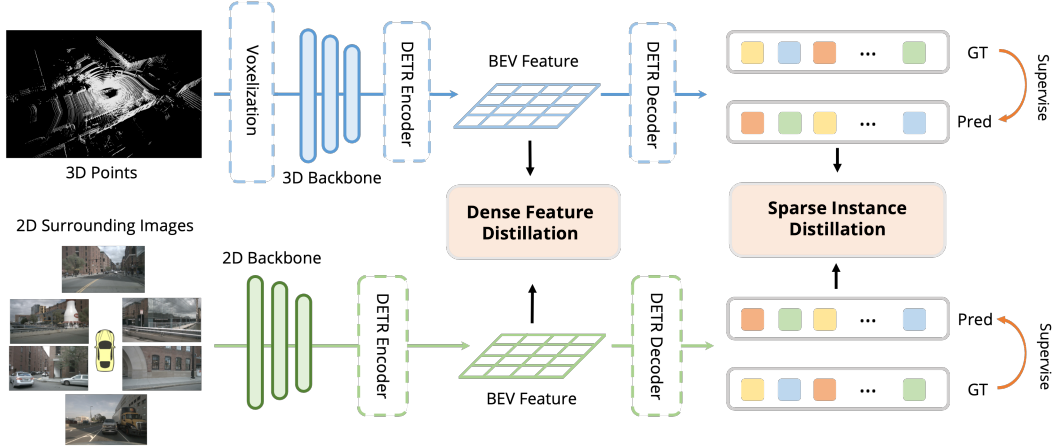 Voxelization
DETR Encoder
BEV Feature
DETR Decoder
...
GT
Supervise
Pred
3D Points
3D Backbone
Dense Feature
Distillation
Sparse Instance
Distillation
2D Surrounding Images
2D Backbone
DETR Encoder
BEV Feature
DETR Decoder
Pred
Supervise
GT